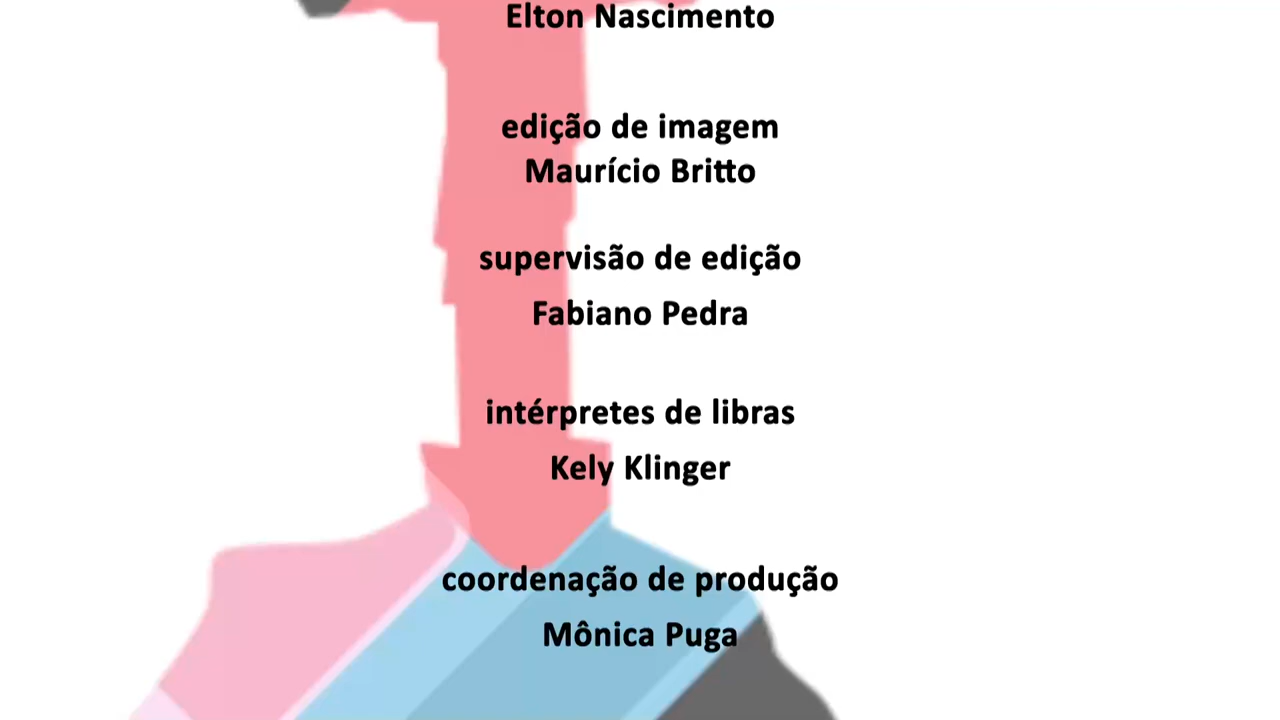 Elton Nascimento
edição de imagem
Maurício Britto
supervisão de edição
Fabiano Pedra
intérpretes de libras
Kely Klinger
coordenação de produção
Mônica Puga